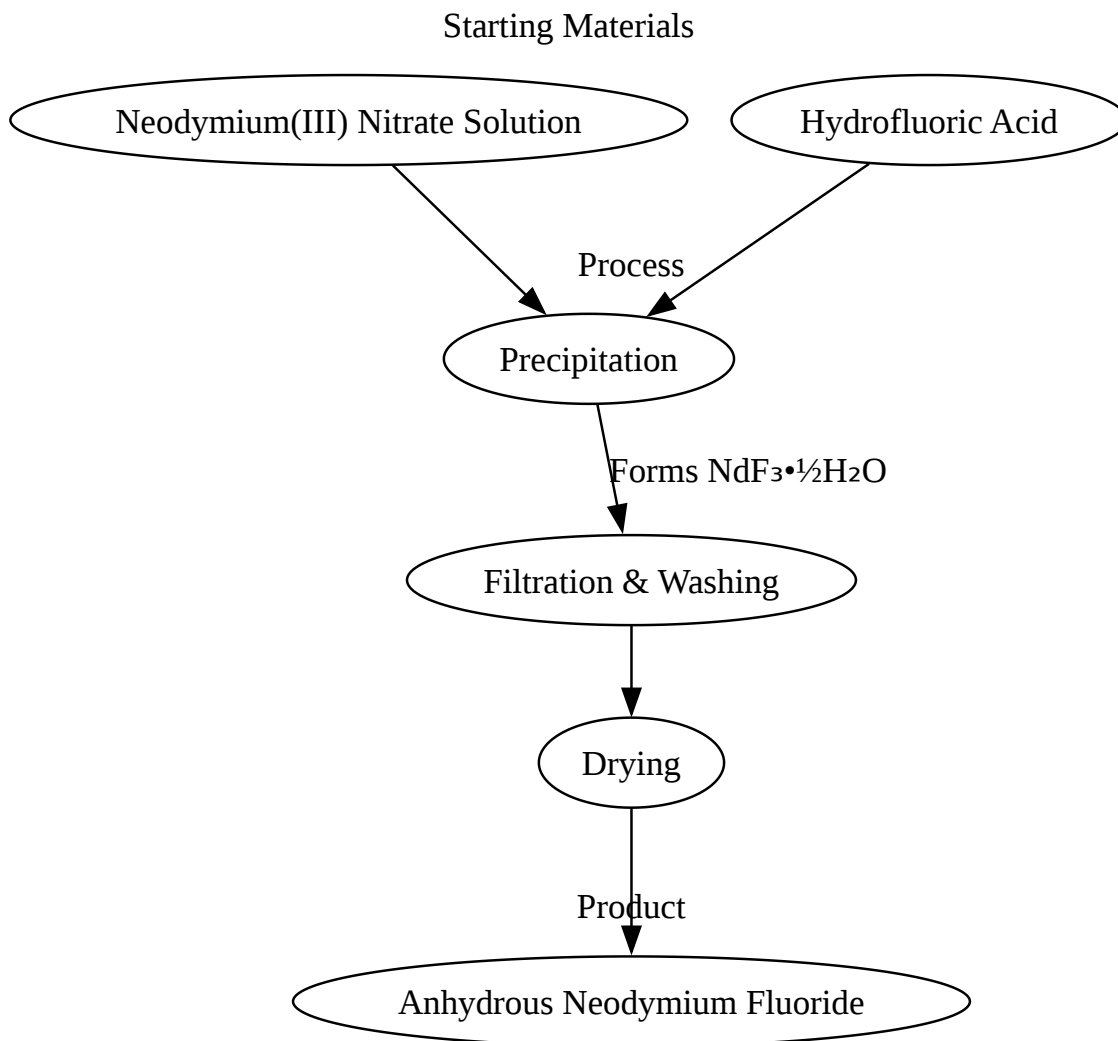 Starting Materials
Neodymium(III) Nitrate Solution
Hydrofluoric Acid
Process
Precipitation
Forms NdF₃•½H₂O
Filtration & Washing
Drying
Product
Anhydrous Neodymium Fluoride